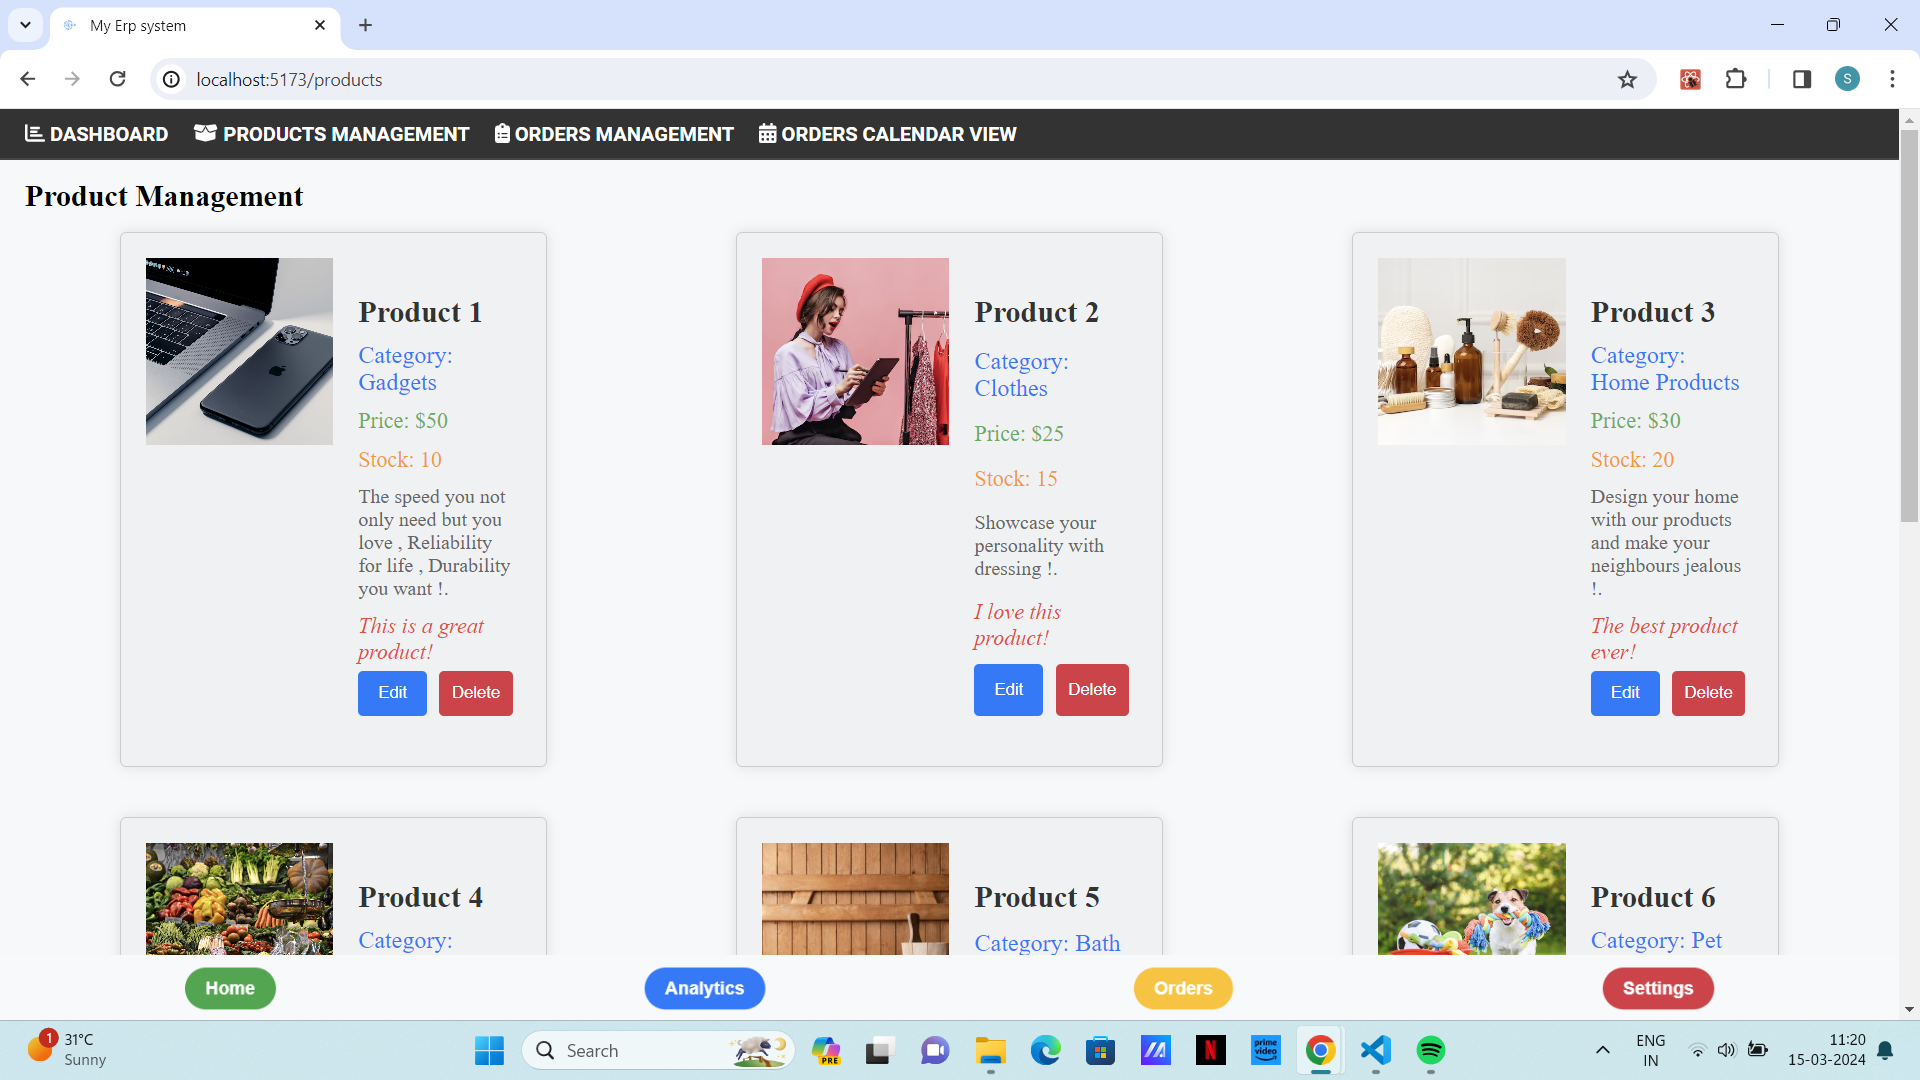 My Erp system
localhost:5173/products
S
DASHBOARD PRODUCTS MANAGEMENT ORDERS MANAGEMENT ORDERS CALENDAR VIEW
Product Management
Product 1
Category:
Gadgets
Price: $50
Stock: 10
The speed you not
only need but you
love , Reliability
for life , Durability
you want !.
This is a great
product!
Edit Delete
Product 2
Category:
Clothes
Price: $25
Stock: 15
Showcase your
personality with
dressing !.
I love this
product!
Edit Delete
Product 3
Category:
Home Products
Price: $30
Stock: 20
Design your home
with our products
and make your
neighbours jealous
!.
The best product
ever!
Edit Delete
Product 4
Category:
Product 5
Category: Bath
Product 6
Category: Pet
Home Analytics Orders Settings
1
31°C
Sunny
Search
PRE
N
prime
video
ENG
IN
11:20
15-03-2024